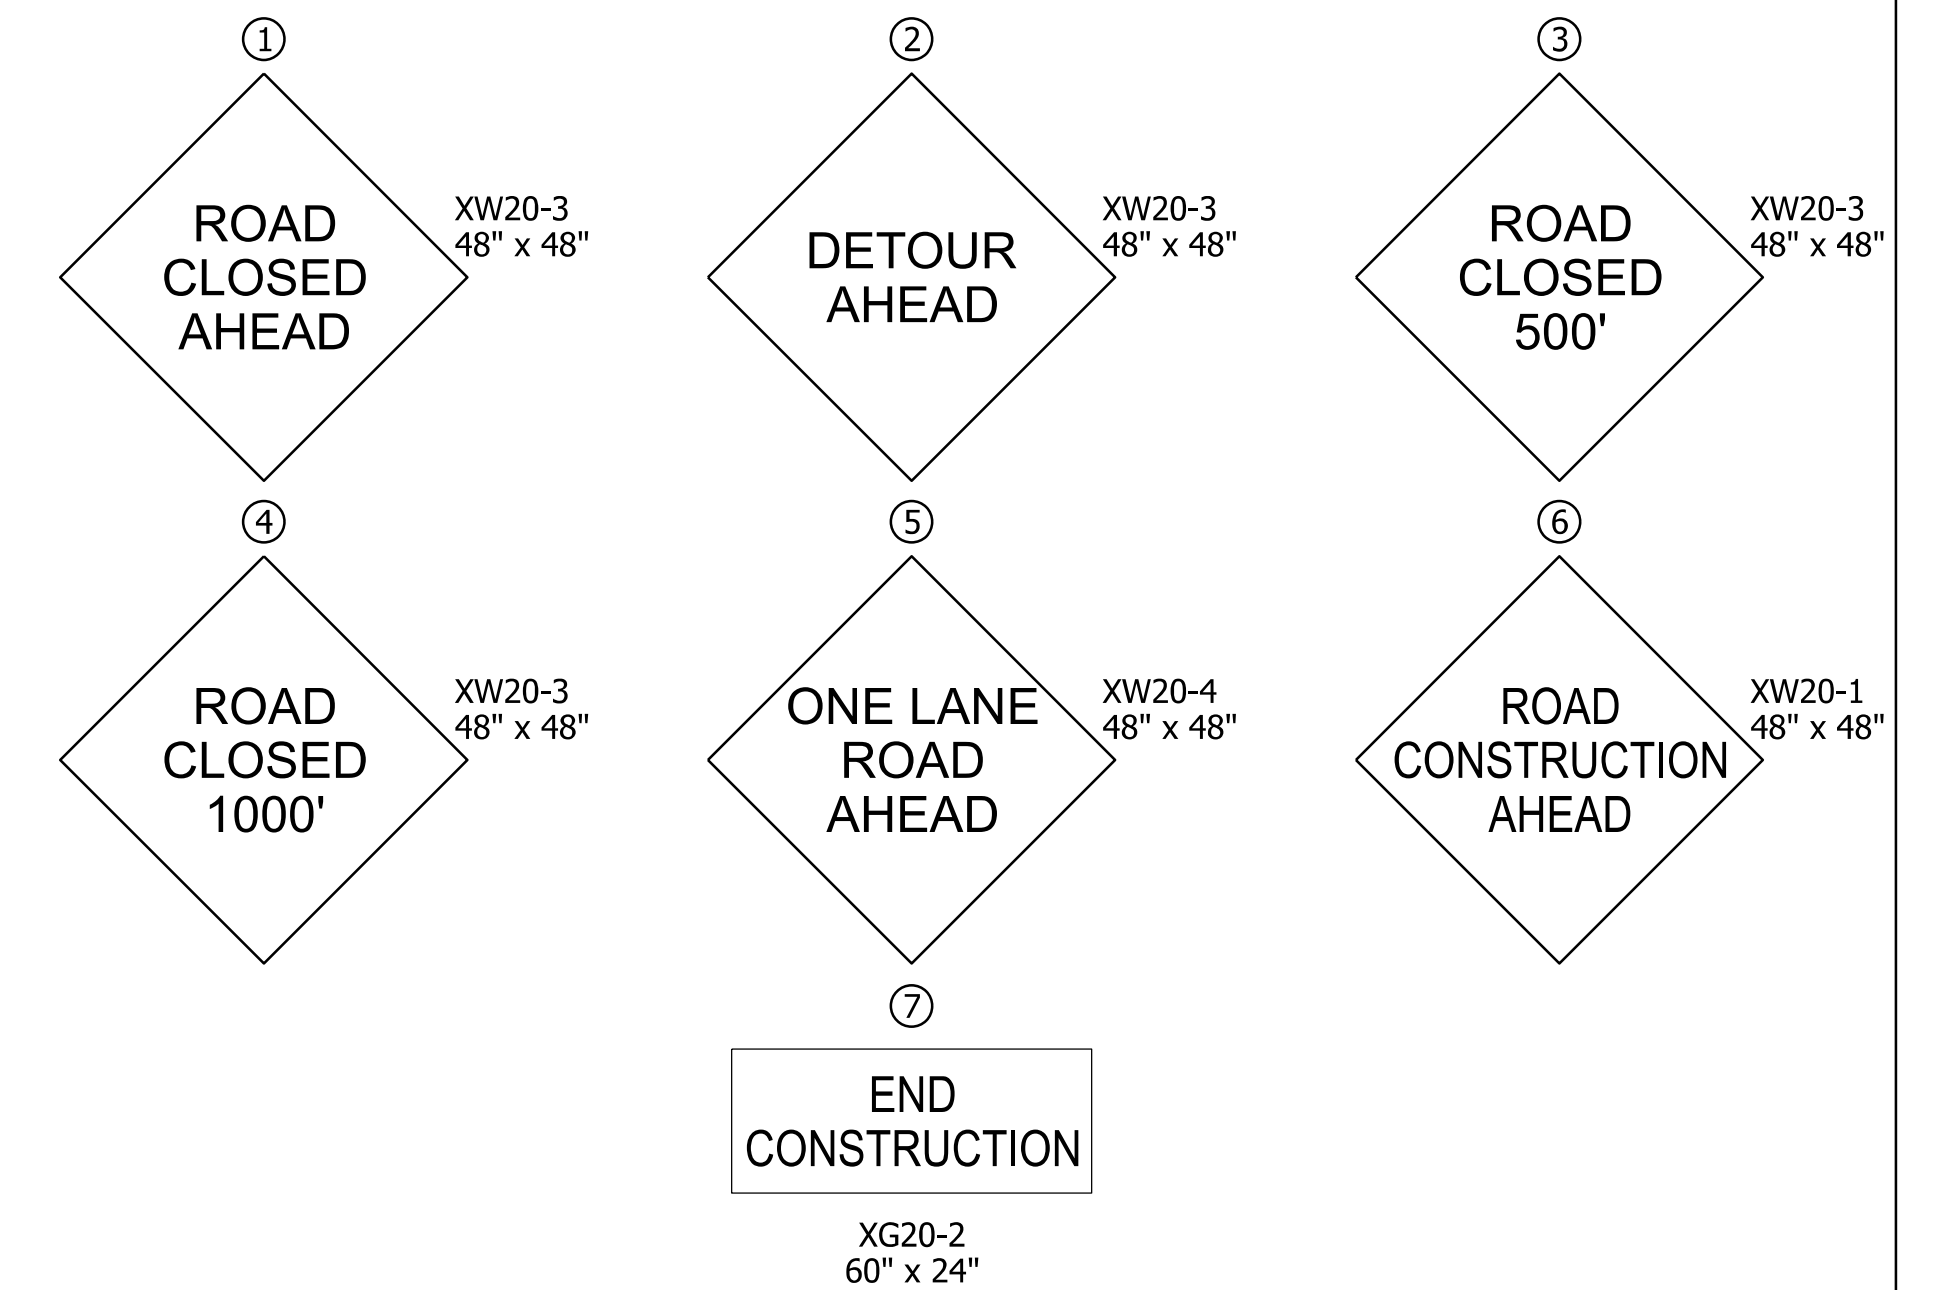 1
ROAD
CLOSED
AHEAD
XW20-3
48" x 48"
2
DETOUR
AHEAD
XW20-3
48" x 48"
3
ROAD
CLOSED
500'
XW20-3
48" x 48"
4
ROAD
CLOSED
1000'
XW20-3
48" x 48"
5
ONE LANE
ROAD
AHEAD
XW20-4
48" x 48"
6
ROAD
CONSTRUCTION
AHEAD
XW20-1
48" x 48"
7
END
CONSTRUCTION
XG20-2
60" x 24"